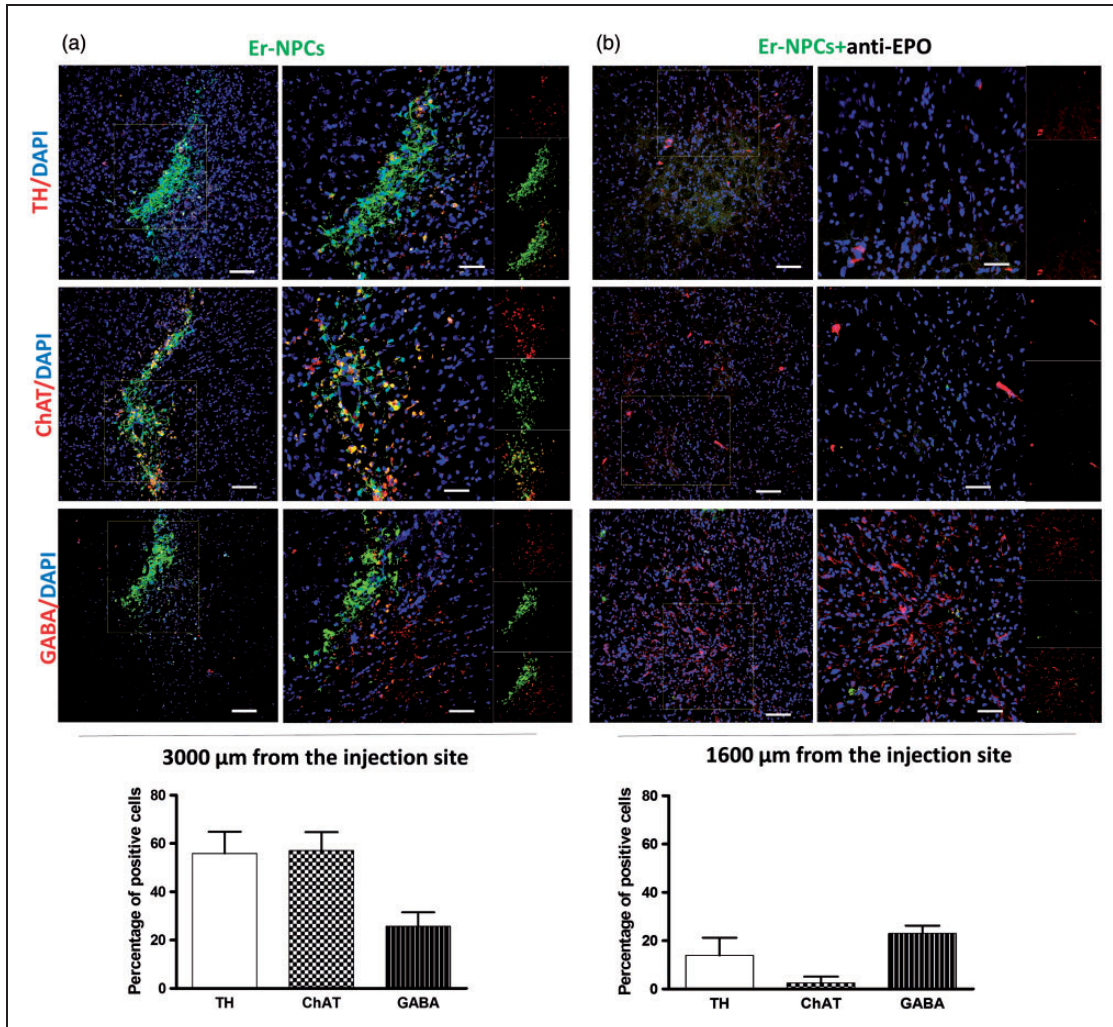 (a)
Er-NPCs
(b)
Er-NPCs+anti-EPO
TH/DAPI
ChAT/DAPI
GABA/DAPI
3000 µm from the injection site
1600 µm from the injection site
Percentage of positive cells
80
60
40
20
0
TH ChAT GABA
Percentage of positive cells
80
60
40
20
0
TH ChAT GABA